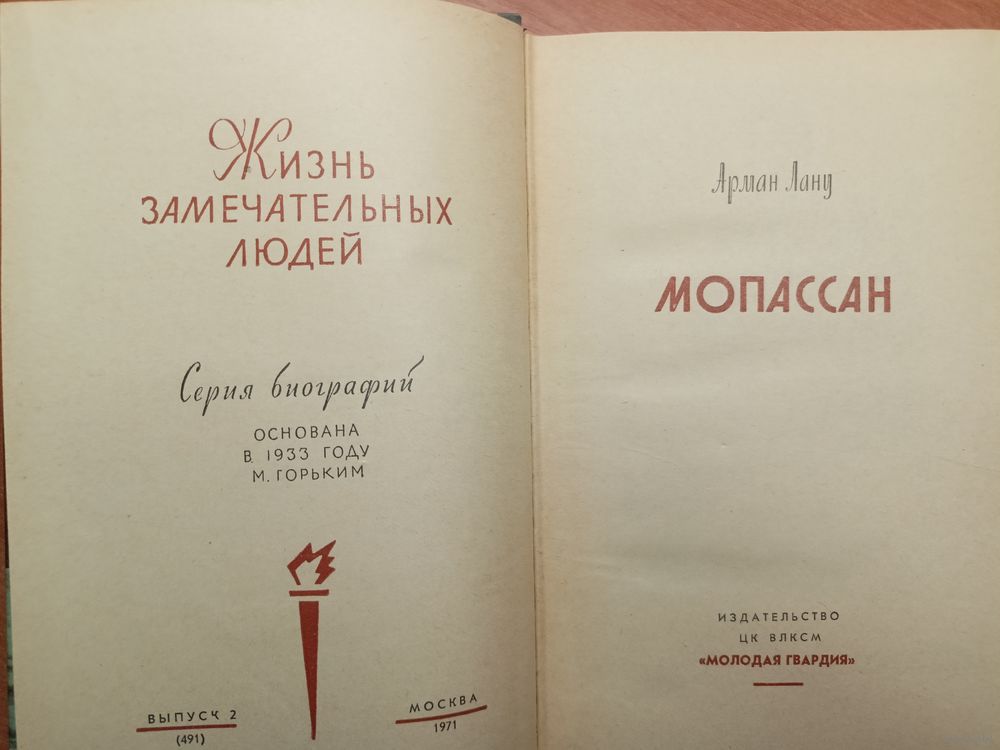 Жизнь
ЗАМЕЧАТЕЛЬНЫХ
ЛЮДЕЙ
Серия биографий
ОСНОВАНА
В 1933 ГОДУ
М. ГОРЬКИМ
ВЫПУСК 2
(491)
МОСКВА
1971
Арман Лану
МОПАССАН
ИЗДАТЕЛЬСТВО
ЦК ВЛКСМ
«МОЛОДАЯ ГВАРДИЯ»